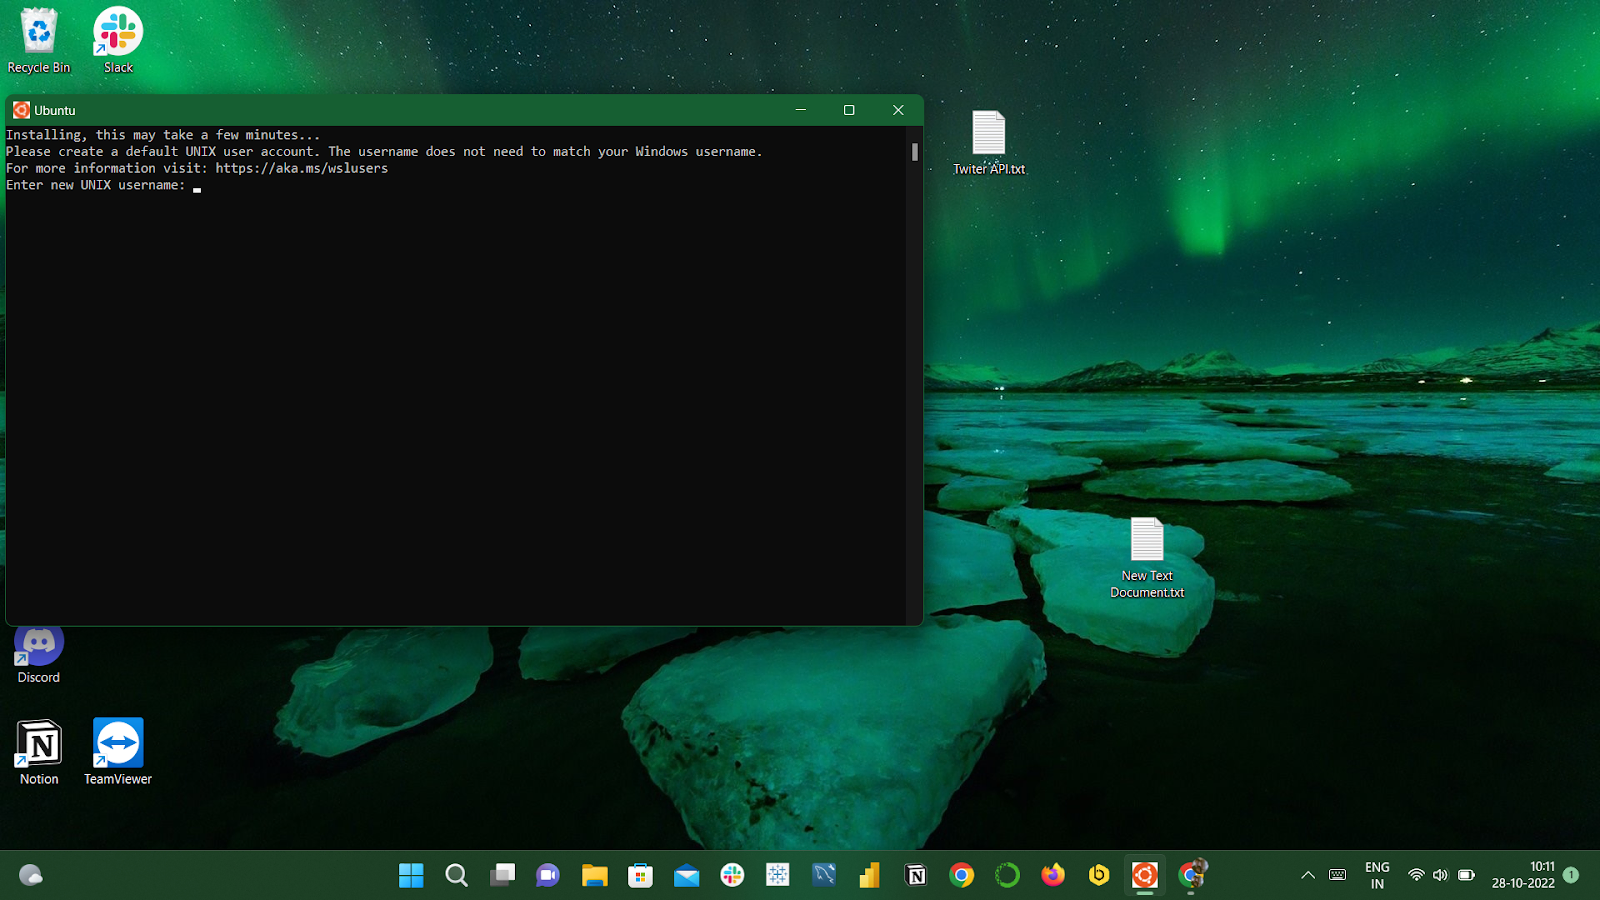 Recycle Bin
Slack
Ubuntu
Installing, this may take a few minutes...
Please create a default UNIX user account. The username does not need to match your Windows username.
For more information visit: https://aka.ms/wslusers
Enter new UNIX username:
Twiter API.txt
New Text
Document.txt
Discord
Notion
TeamViewer
ENG
IN
10:11
28-10-2022
1